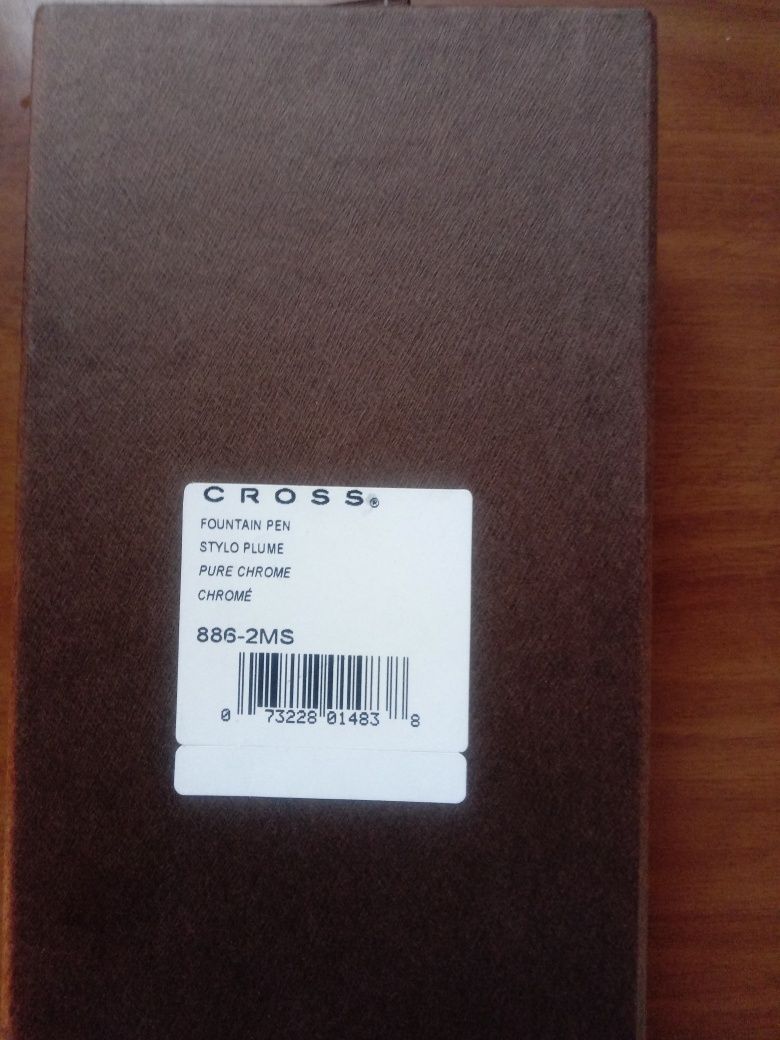 CROSS®
FOUNTAIN PEN
STYLO PLUME
PURE CHROME
CHROMÉ
886-2MS
0 73228 01483 8